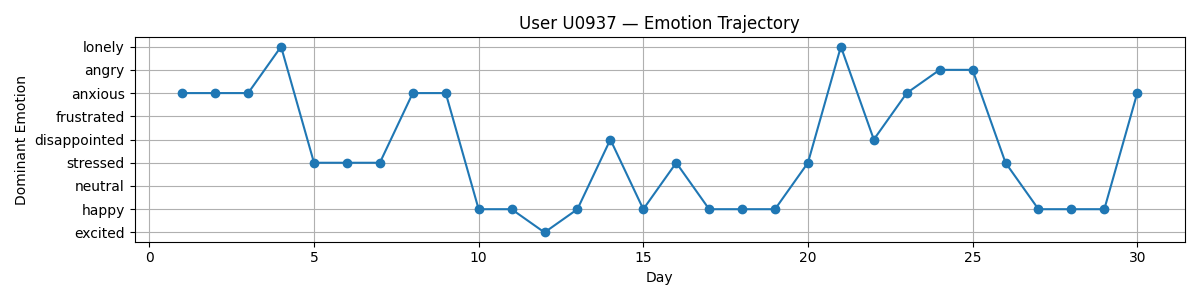 User U0937 — Emotion Trajectory
Dominant Emotion
lonely
angry
anxious
frustrated
disappointed
stressed
neutral
happy
excited
0 5 10 15 20 25 30
Day